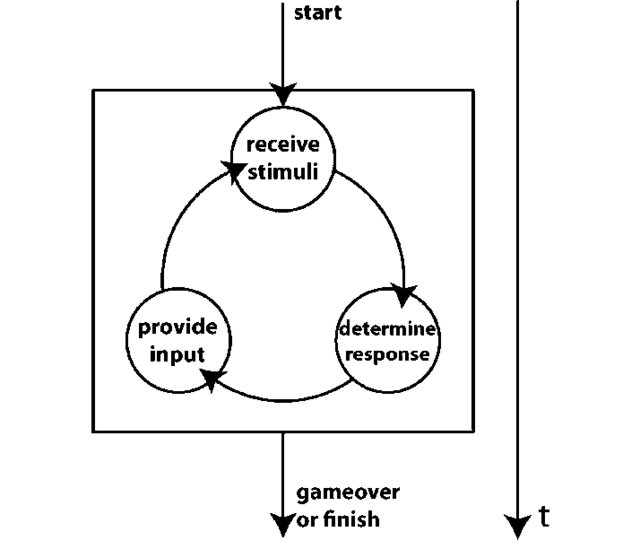 start
receive
stimuli
provide
input
determine
response
gameover
or finish
t